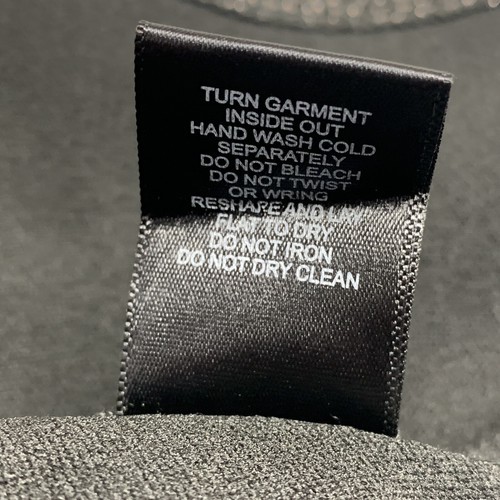 TURN GARMENT
INSIDE OUT
HAND WASH COLD
SEPARATELY
DO NOT BLEACH
DO NOT TWIST
OR WRING
RESHAPE AND LAY
FLAT TO DRY
DO NOT IRON
DO NOT DRY CLEAN